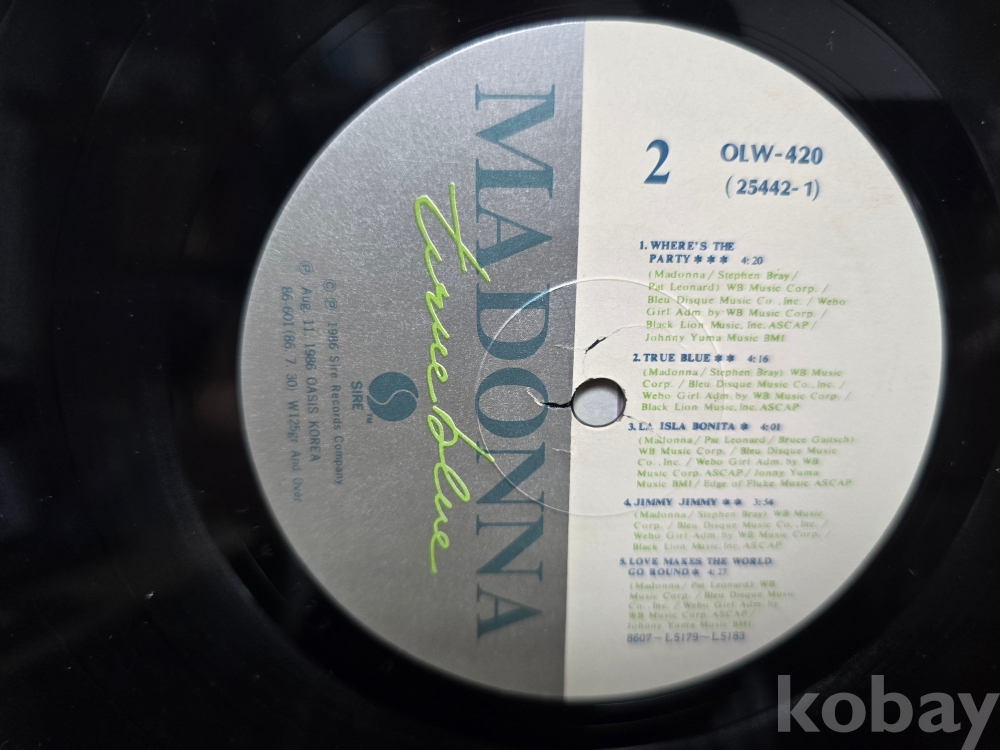 MADONNA
True blue
SIRE™
© ℗ 1986 Sire Records Company
℗ Aug. 11. 1986 OASIS KOREA
86 601(86. 7. 30) W125gr And Over
2
OLW-420
(25442-1)
1. WHERE'S THE
PARTY ✱ ✱ ✱ 4:20
(Madonna/ Stephen Bray/
Pat Leonard) WB Music Corp. /
Bleu Disque Music Co., Inc. / Webo
Girl Adm. by WB Music Corp. /
Black Lion Music, Inc. ASCAP /
Johnny Yuma Music BMI
2. TRUE BLUE ✱ ✱ 4:16
(Madonna/ Stephen Bray) WB Music
Corp. / Bleu Disque Music Co., Inc. /
Webo Girl Adm. by WB Music Corp. /
Black Lion Music, Inc. ASCAP
3. LA ISLA BONITA ✱ 4:01
(Madonna/ Pat Leonard/ Bruce Gaitsch)
WB Music Corp. / Bleu Disque Music
Co., Inc. / Webo Girl Adm. by WB
Music Corp. ASCAP/ Jonny Yuma
Music BMI / Edge of Fluke Music ASCAP
4. JIMMY JIMMY ✱ ✱ 3:54
(Madonna/ Stephen Bray) WB Music
Corp. / Bleu Disque Music Co., Inc. /
Webo Girl Adm. by WB Music Corp. /
Black Lion Music, Inc. ASCAP
5. LOVE MAKES THE WORLD
GO ROUND ✱ 4:27
(Madonna/ Pat Leonard) WB
Music Corp. / Bleu Disque Music
Co., Inc. / Webo Girl Adm. by
WB Music Corp. ASCAP/
Johnny Yuma Music BMI
8607-L5179-L5183
kobay